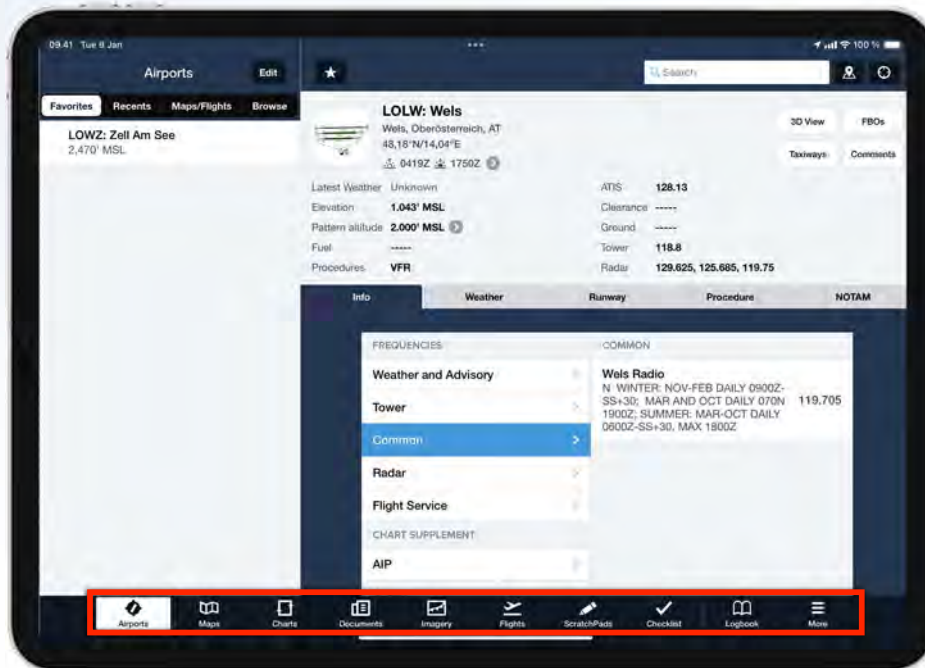 09.41 Tue 8 Jan
100 %
Airports
Edit
Search
Favorites
Recents
Maps/Flights
Browse
LOWZ: Zell Am See
2,470' MSL
LOLW: Wels
Wels, Oberösterreich, AT
48,18°N/14,04°E
0419Z 1750Z
3D View
FBOs
Taxiways
Comments
Latest Weather Unknown
Elevation 1.043' MSL
Pattern altitude 2.000' MSL
Fuel -----
Procedures VFR
ATIS 128.13
Clearance -----
Ground -----
Tower 118.8
Radar 129.625, 125.685, 119.75
Info
Weather
Runway
Procedure
NOTAM
FREQUENCIES
Weather and Advisory
Tower
Common
Radar
Flight Service
CHART SUPPLEMENT
AIP
COMMON
Wels Radio
N WINTER: NOV-FEB DAILY 0900Z-
SS+30; MAR AND OCT DAILY 070N
1900Z; SUMMER: MAR-OCT DAILY
0600Z-SS+30, MAX 1800Z
119.705
Airports
Maps
Charts
Documents
Imagery
Flights
ScratchPads
Checklist
Logbook
More